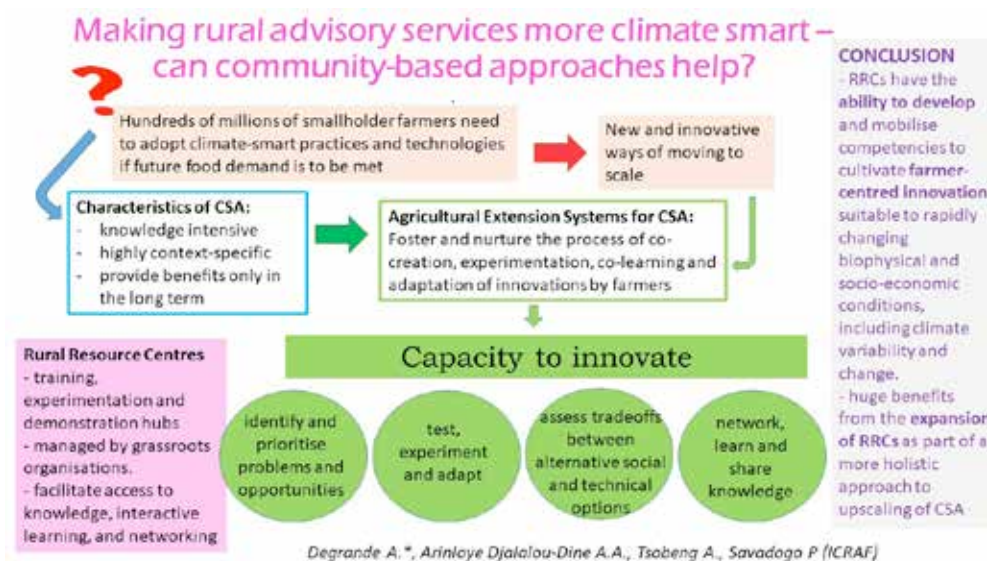 Making rural advisory services more climate smart –
can community-based approaches help?
?
Hundreds of millions of smallholder farmers need
to adopt climate-smart practices and technologies
if future food demand is to be met
New and innovative
ways of moving to
scale
Characteristics of CSA:
- knowledge intensive
- highly context-specific
- provide benefits only in
the long term
Agricultural Extension Systems for CSA:
Foster and nurture the process of co-
creation, experimentation, co-learning and
adaptation of innovations by farmers
Capacity to innovate
Rural Resource Centres
- training,
experimentation and
demonstration hubs
- managed by grassroots
organisations.
- facilitate access to
knowledge, interactive
learning, and networking
identify and
prioritise
problems and
opportunities
test,
experiment
and adapt
assess tradeoffs
between
alternative social
and technical
options
network,
learn and
share
knowledge
CONCLUSION
- RRCs have the
ability to develop
and mobilise
competencies to
cultivate farmer-
centred innovation
suitable to rapidly
changing
biophysical and
socio-economic
conditions,
including climate
variability and
change.
- huge benefits
from the expansion
of RRCs as part of a
more holistic
approach to
upscaling of CSA
Degrande A.*, Arinloye Djalalou-Dine A.A., Tsobeng A., Savadogo P (ICRAF)